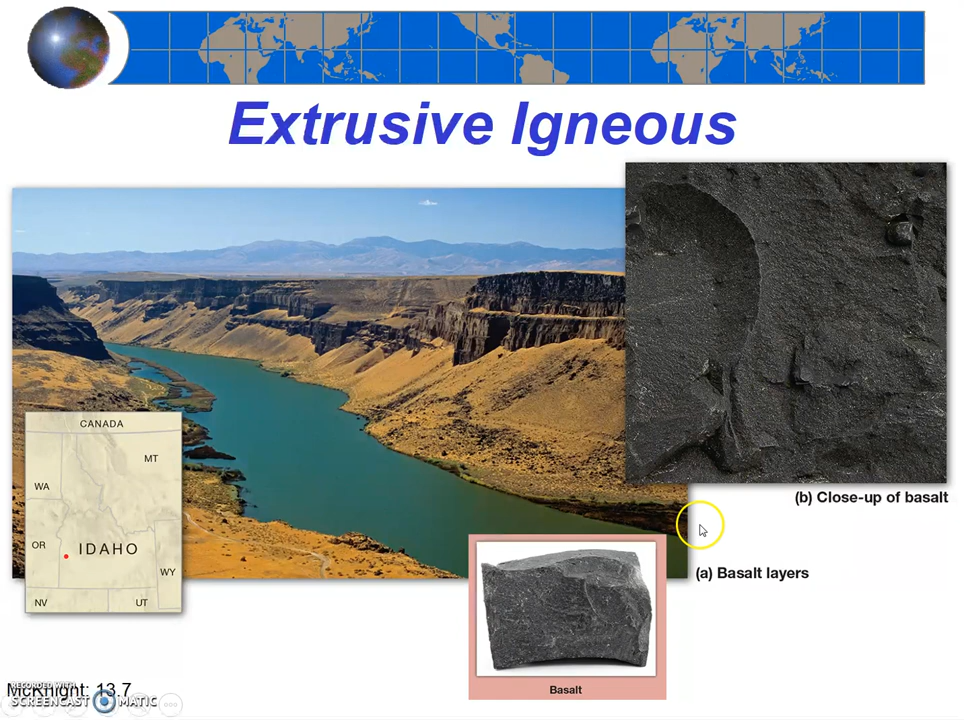 Extrusive Igneous
CANADA
MT
WA
OR
IDAHO
WY
NV
UT
(b) Close-up of basalt
(a) Basalt layers
Basalt
McKnight: 13.7
RECORDED WITH
SCREENCAST MATIC